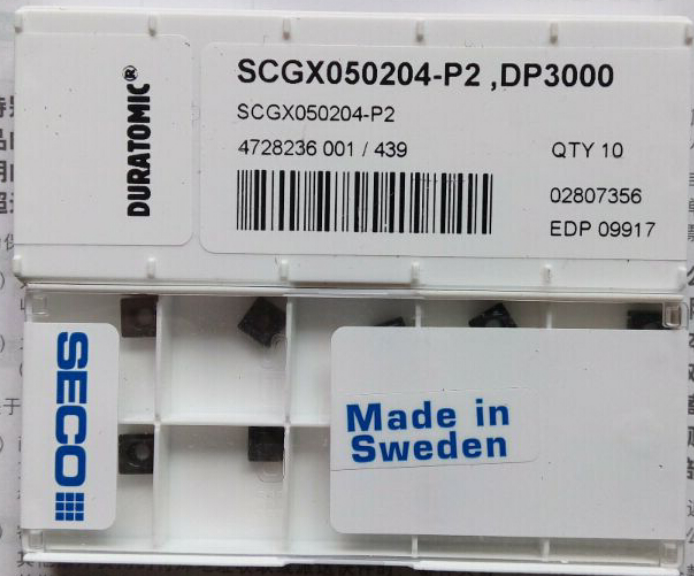 DURATOMIC®
SCGX050204-P2 ,DP3000
SCGX050204-P2
4728236 001 / 439
QTY 10
02807356
EDP 09917
SECO
Made in
Sweden